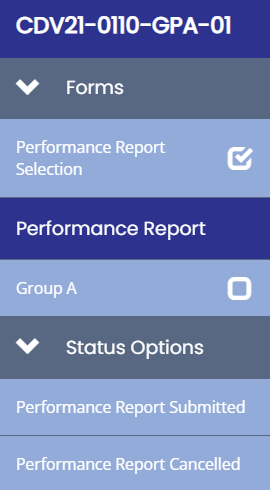 CDV21-0110-GPA-01
Forms
Performance Report
Selection
Performance Report
Group A
Status Options
Performance Report Submitted
Performance Report Cancelled